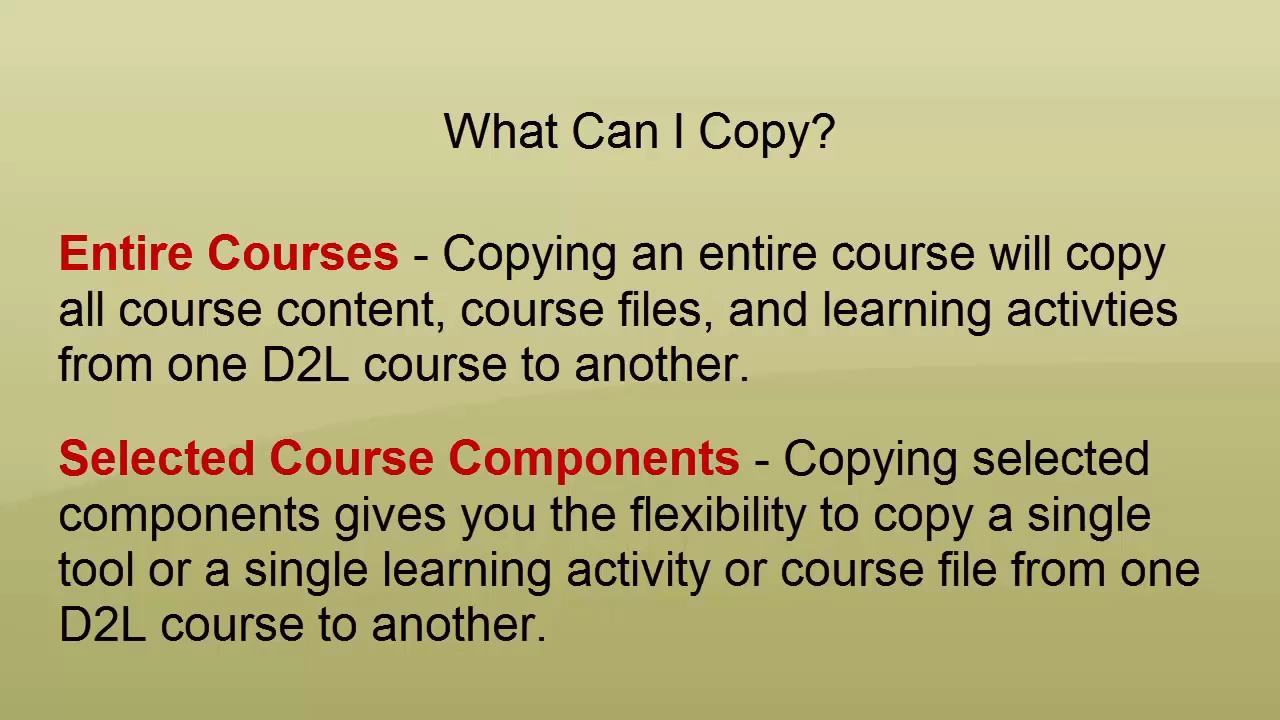 What Can I Copy?
Entire Courses - Copying an entire course will copy
all course content, course files, and learning activties
from one D2L course to another.
Selected Course Components - Copying selected
components gives you the flexibility to copy a single
tool or a single learning activity or course file from one
D2L course to another.